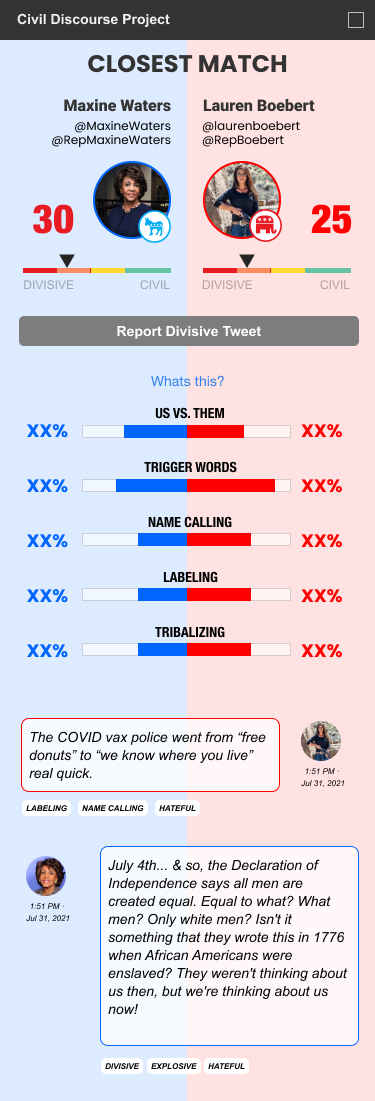 Civil Discourse Project
CLOSEST MATCH
Maxine Waters
@MaxineWaters
@RepMaxineWaters
Lauren Boebert
@laurenboebert
@RepBoebert
30
25
DIVISIVE CIVIL
DIVISIVE CIVIL
Report Divisive Tweet
Whats this?
US VS. THEM
XX% XX%
TRIGGER WORDS
XX% XX%
NAME CALLING
XX% XX%
LABELING
XX% XX%
TRIBALIZING
XX% XX%
The COVID vax police went from “free
donuts” to “we know where you live”
real quick.
1:51 PM ·
Jul 31, 2021
LABELING NAME CALLING HATEFUL
1:51 PM ·
Jul 31, 2021
July 4th... & so, the Declaration of
Independence says all men are
created equal. Equal to what? What
men? Only white men? Isn't it
something that they wrote this in 1776
when African Americans were
enslaved? They weren't thinking about
us then, but we're thinking about us
now!
DIVISIVE EXPLOSIVE HATEFUL